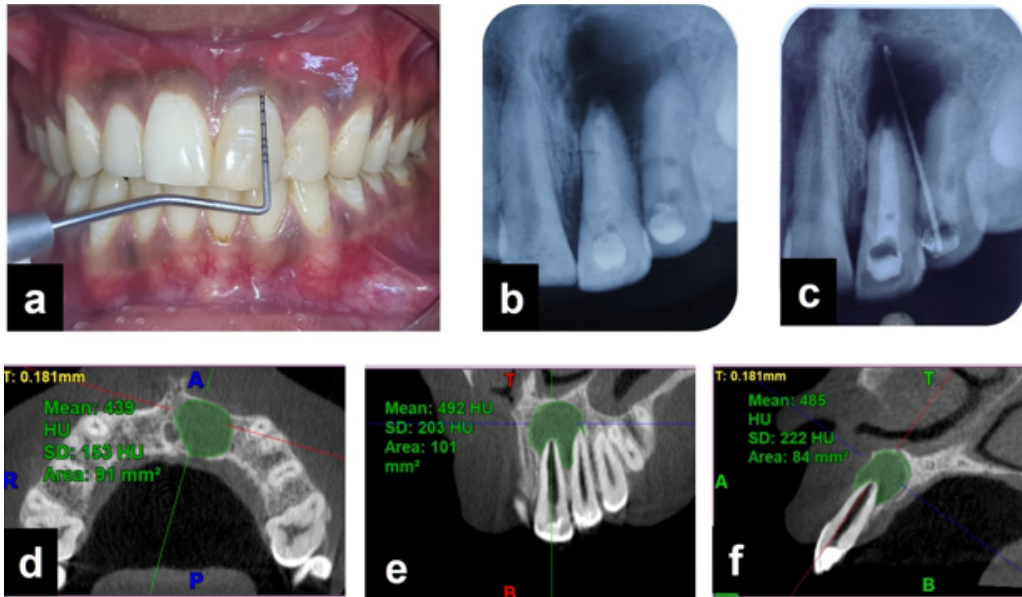 a
b
c
T: 0.181mm
A
Mean: 439
HU
SD: 153 HU
Area: 91 mm²
R
P
d
T
Mean: 492 HU
SD: 203 HU
Area: 101
mm²
B
e
T: 0.181mm
T
Mean: 485
HU
SD: 222 HU
Area: 84 mm²
A
B
f